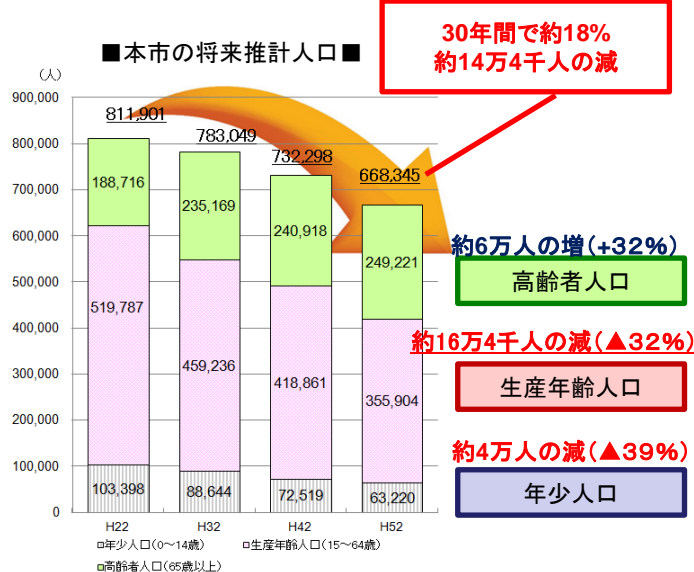 30年間で約18%
約14万4千人の減
■本市の将来推計人口■
(人)
900,000
800,000
700,000
600,000
500,000
400,000
300,000
200,000
100,000
0
811,901
783,049
732,298
668,345
188,716
235,169
240,918
249,221
519,787
459,236
418,861
355,904
103,398
88,644
72,519
63,220
H22
H32
H42
H52
約6万人の増(+32%)
高齢者人口
約16万4千人の減(▲32%)
生産年齢人口
約4万人の減(▲39%)
年少人口
年少人口(0～14歳)
生産年齢人口(15～64歳)
高齢者人口(65歳以上)